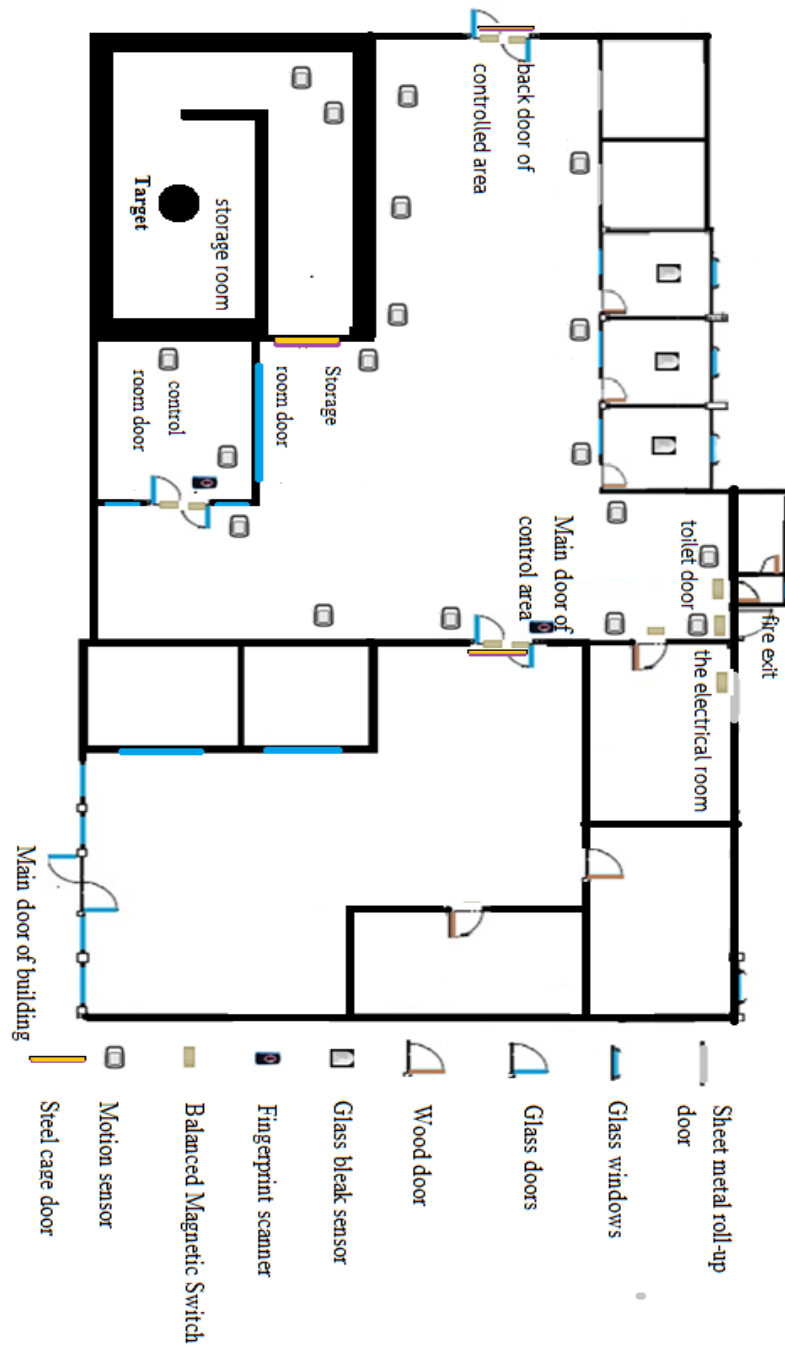 back door of
controlled area
Target
storage room
Storage
room door
control
room door
Main door of
control area
toilet door
fire exit
the electrical room
Main door of building
Sheet metal roll-up
door
Glass windows
Glass doors
Wood door
Glass bleak sensor
Fingerprint scanner
Balanced Magnetic Switch
Motion sensor
Steel cage door